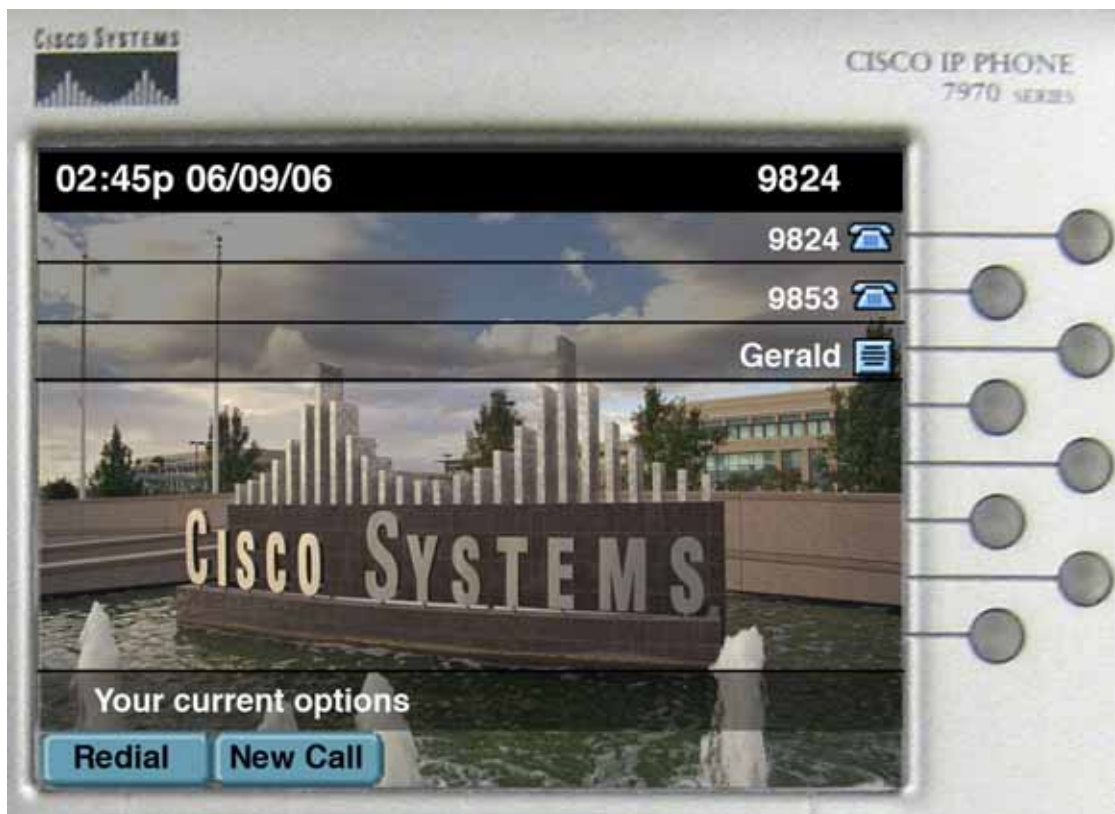 CISCO SYSTEMS
CISCO IP PHONE
7970 SERIES
02:45p 06/09/06 9824
9824
9853
Gerald
CISCO SYSTEMS
Your current options
Redial New Call